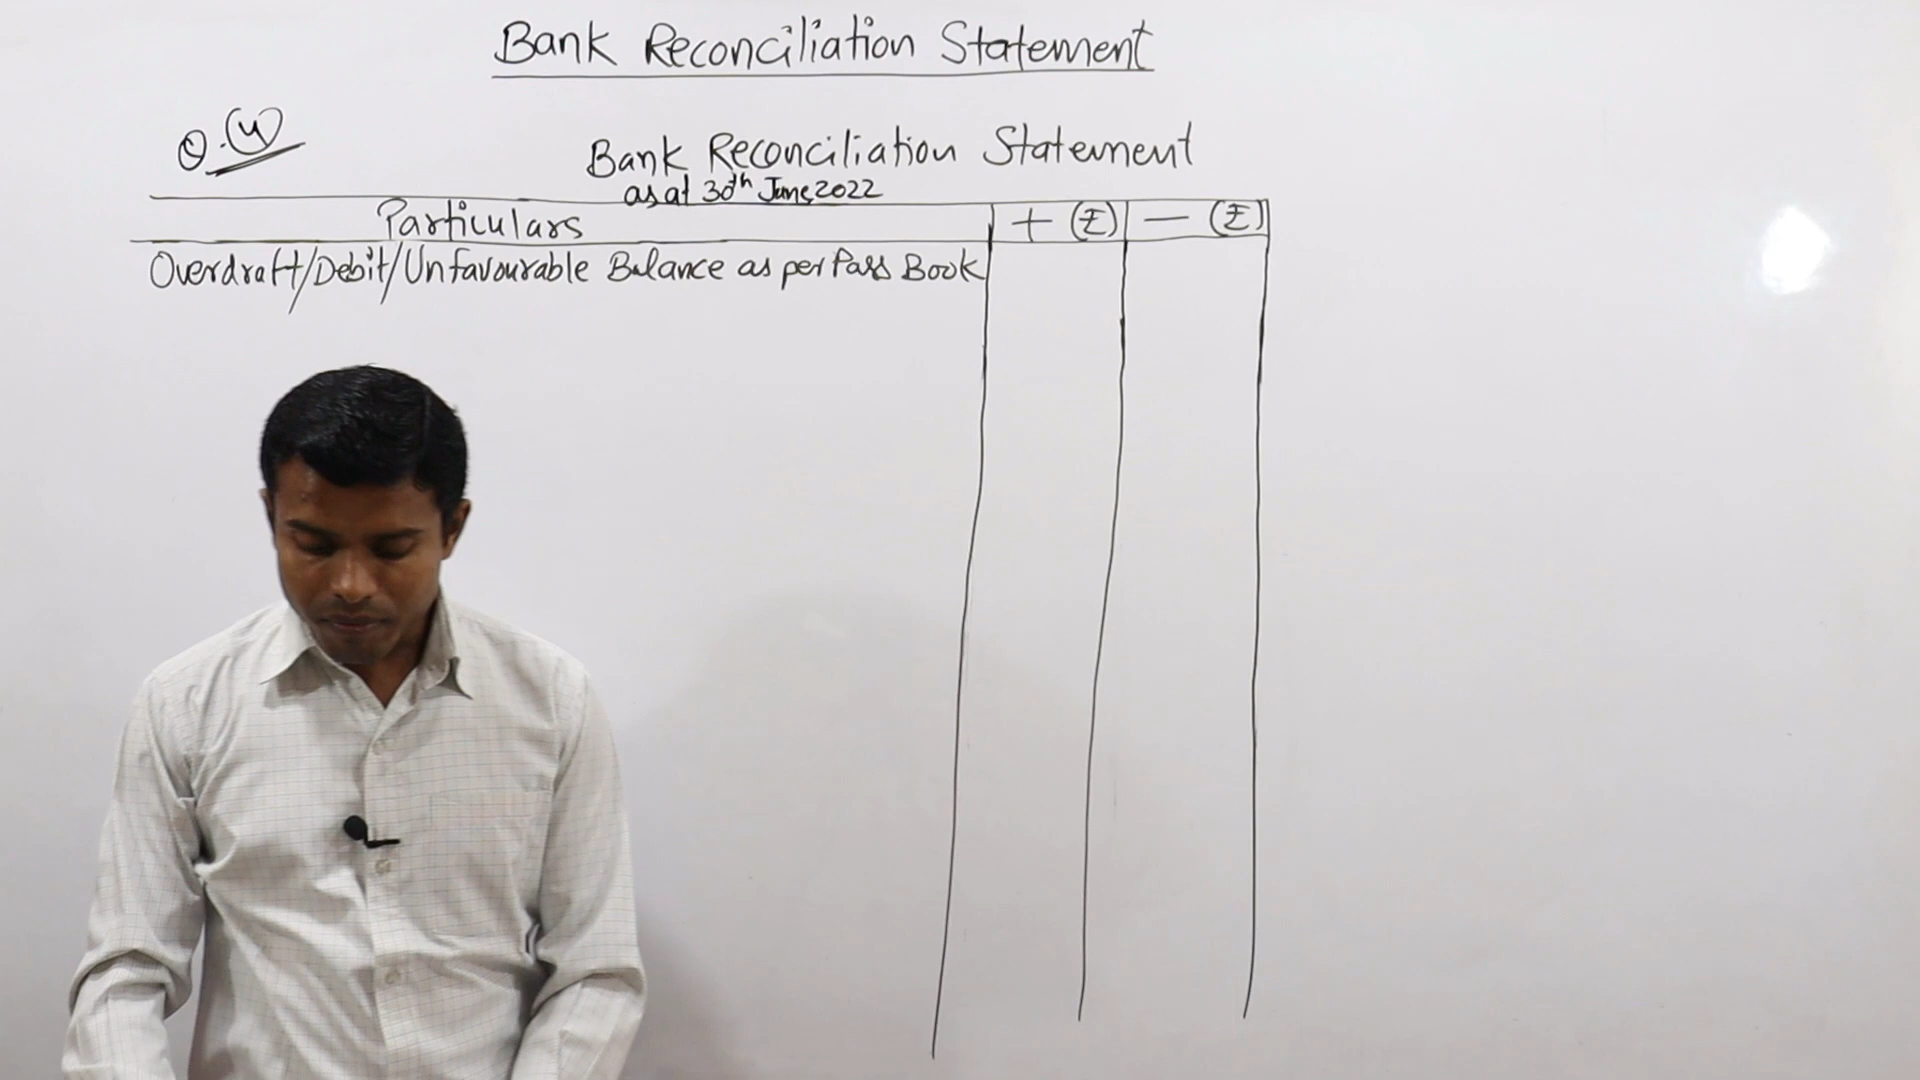 Bank Reconciliation Statement
Q.(4)
Bank Reconciliation Statement
as at 30th June, 2022
Particulars + (₹) — (₹)
Overdraft/Debit/Unfavourable Balance as per Pass Book